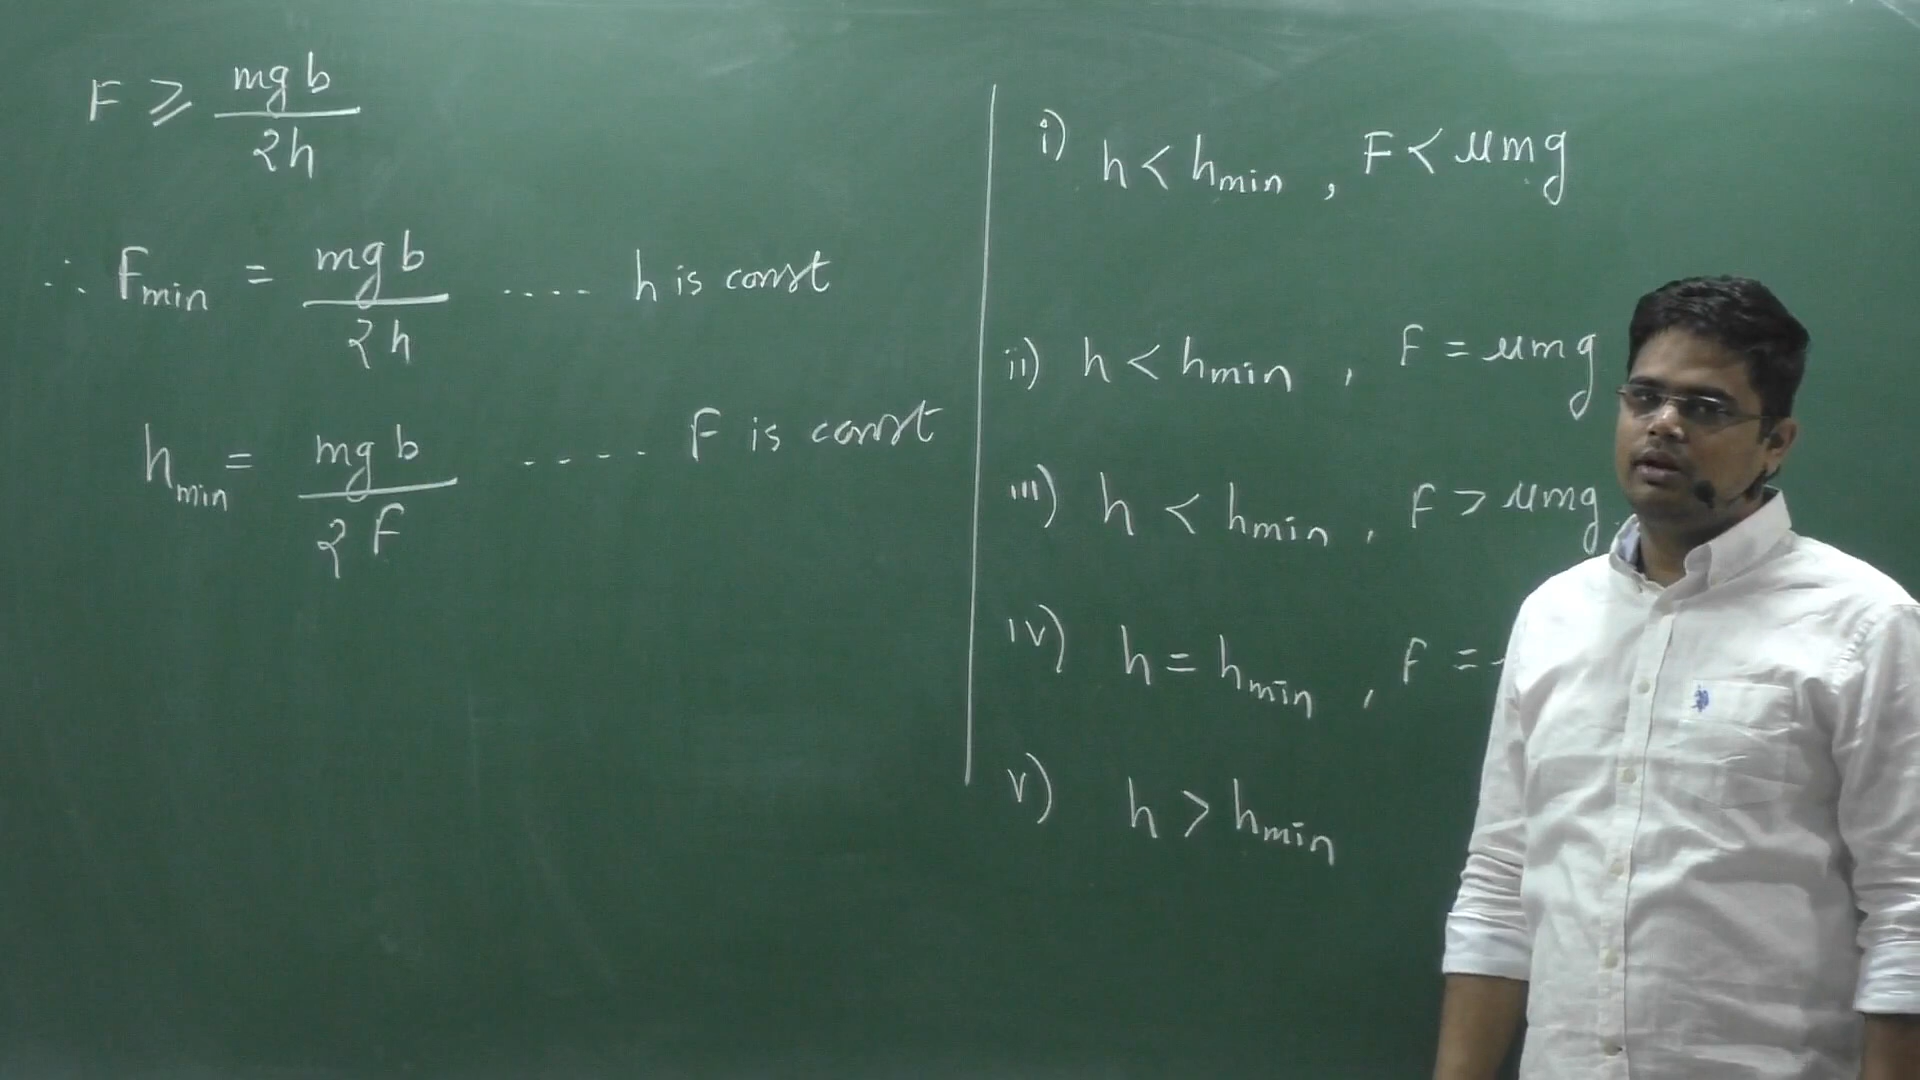 F ≥ mgb / 2h
∴ Fmin = mgb / 2h .... h is const
hmin = mgb / 2F ..... F is const
i) h < hmin , F < μmg
ii) h < hmin , F = μmg
iii) h < hmin , F > μmg
iv) h = hmin , F =
v) h > hmin